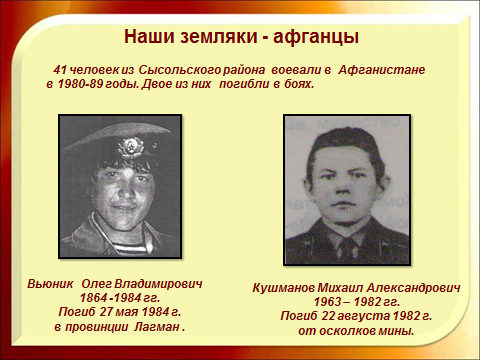 Наши земляки - афганцы
41 человек из Сысольского района воевали в Афганистане
в 1980-89 годы. Двое из них погибли в боях.
Вьюник Олег Владимирович
1864 -1984 гг.
Погиб 27 мая 1984 г.
в провинции Лагман .
Кушманов Михаил Александрович
1963 – 1982 гг.
Погиб 22 августа 1982 г.
от осколков мины.